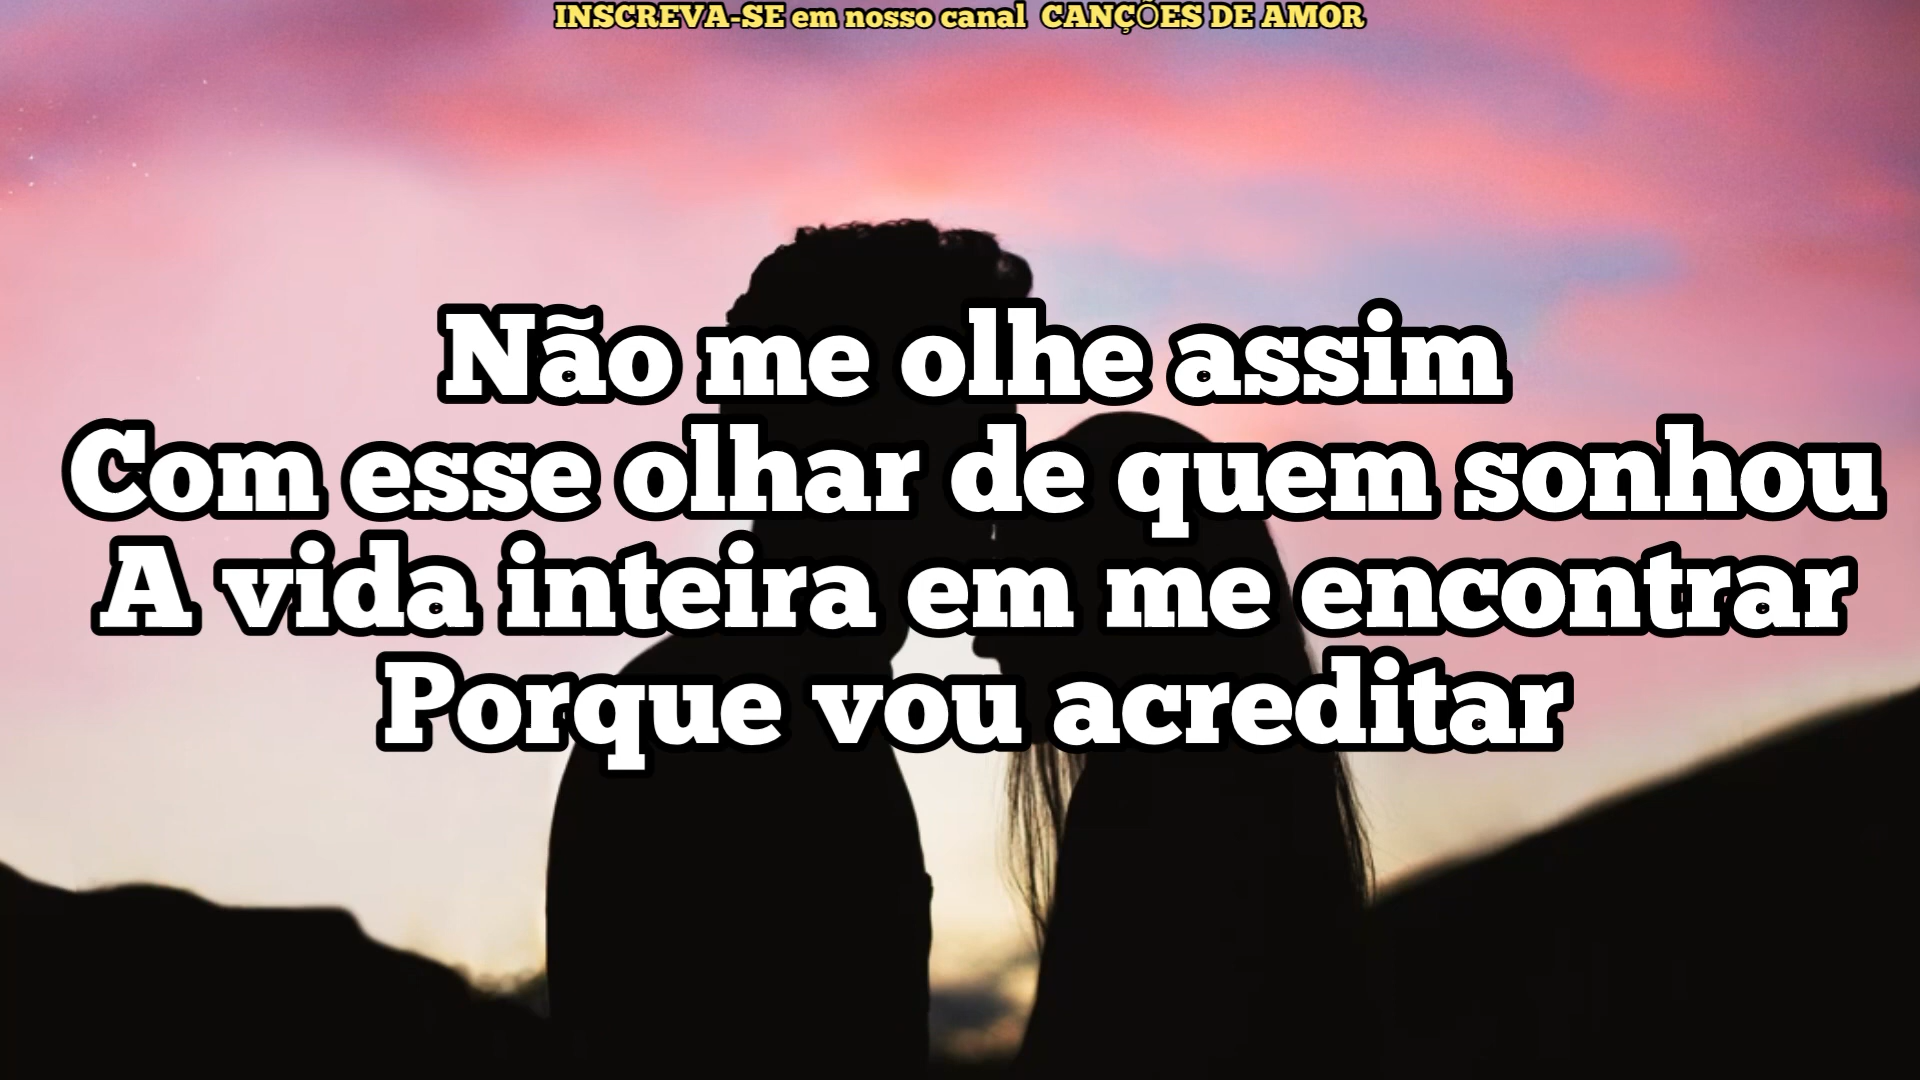 INSCREVA-SE em nosso canal CANÇÕES DE AMOR
Não me olhe assim
Com esse olhar de quem sonhou
A vida inteira em me encontrar
Porque vou acreditar